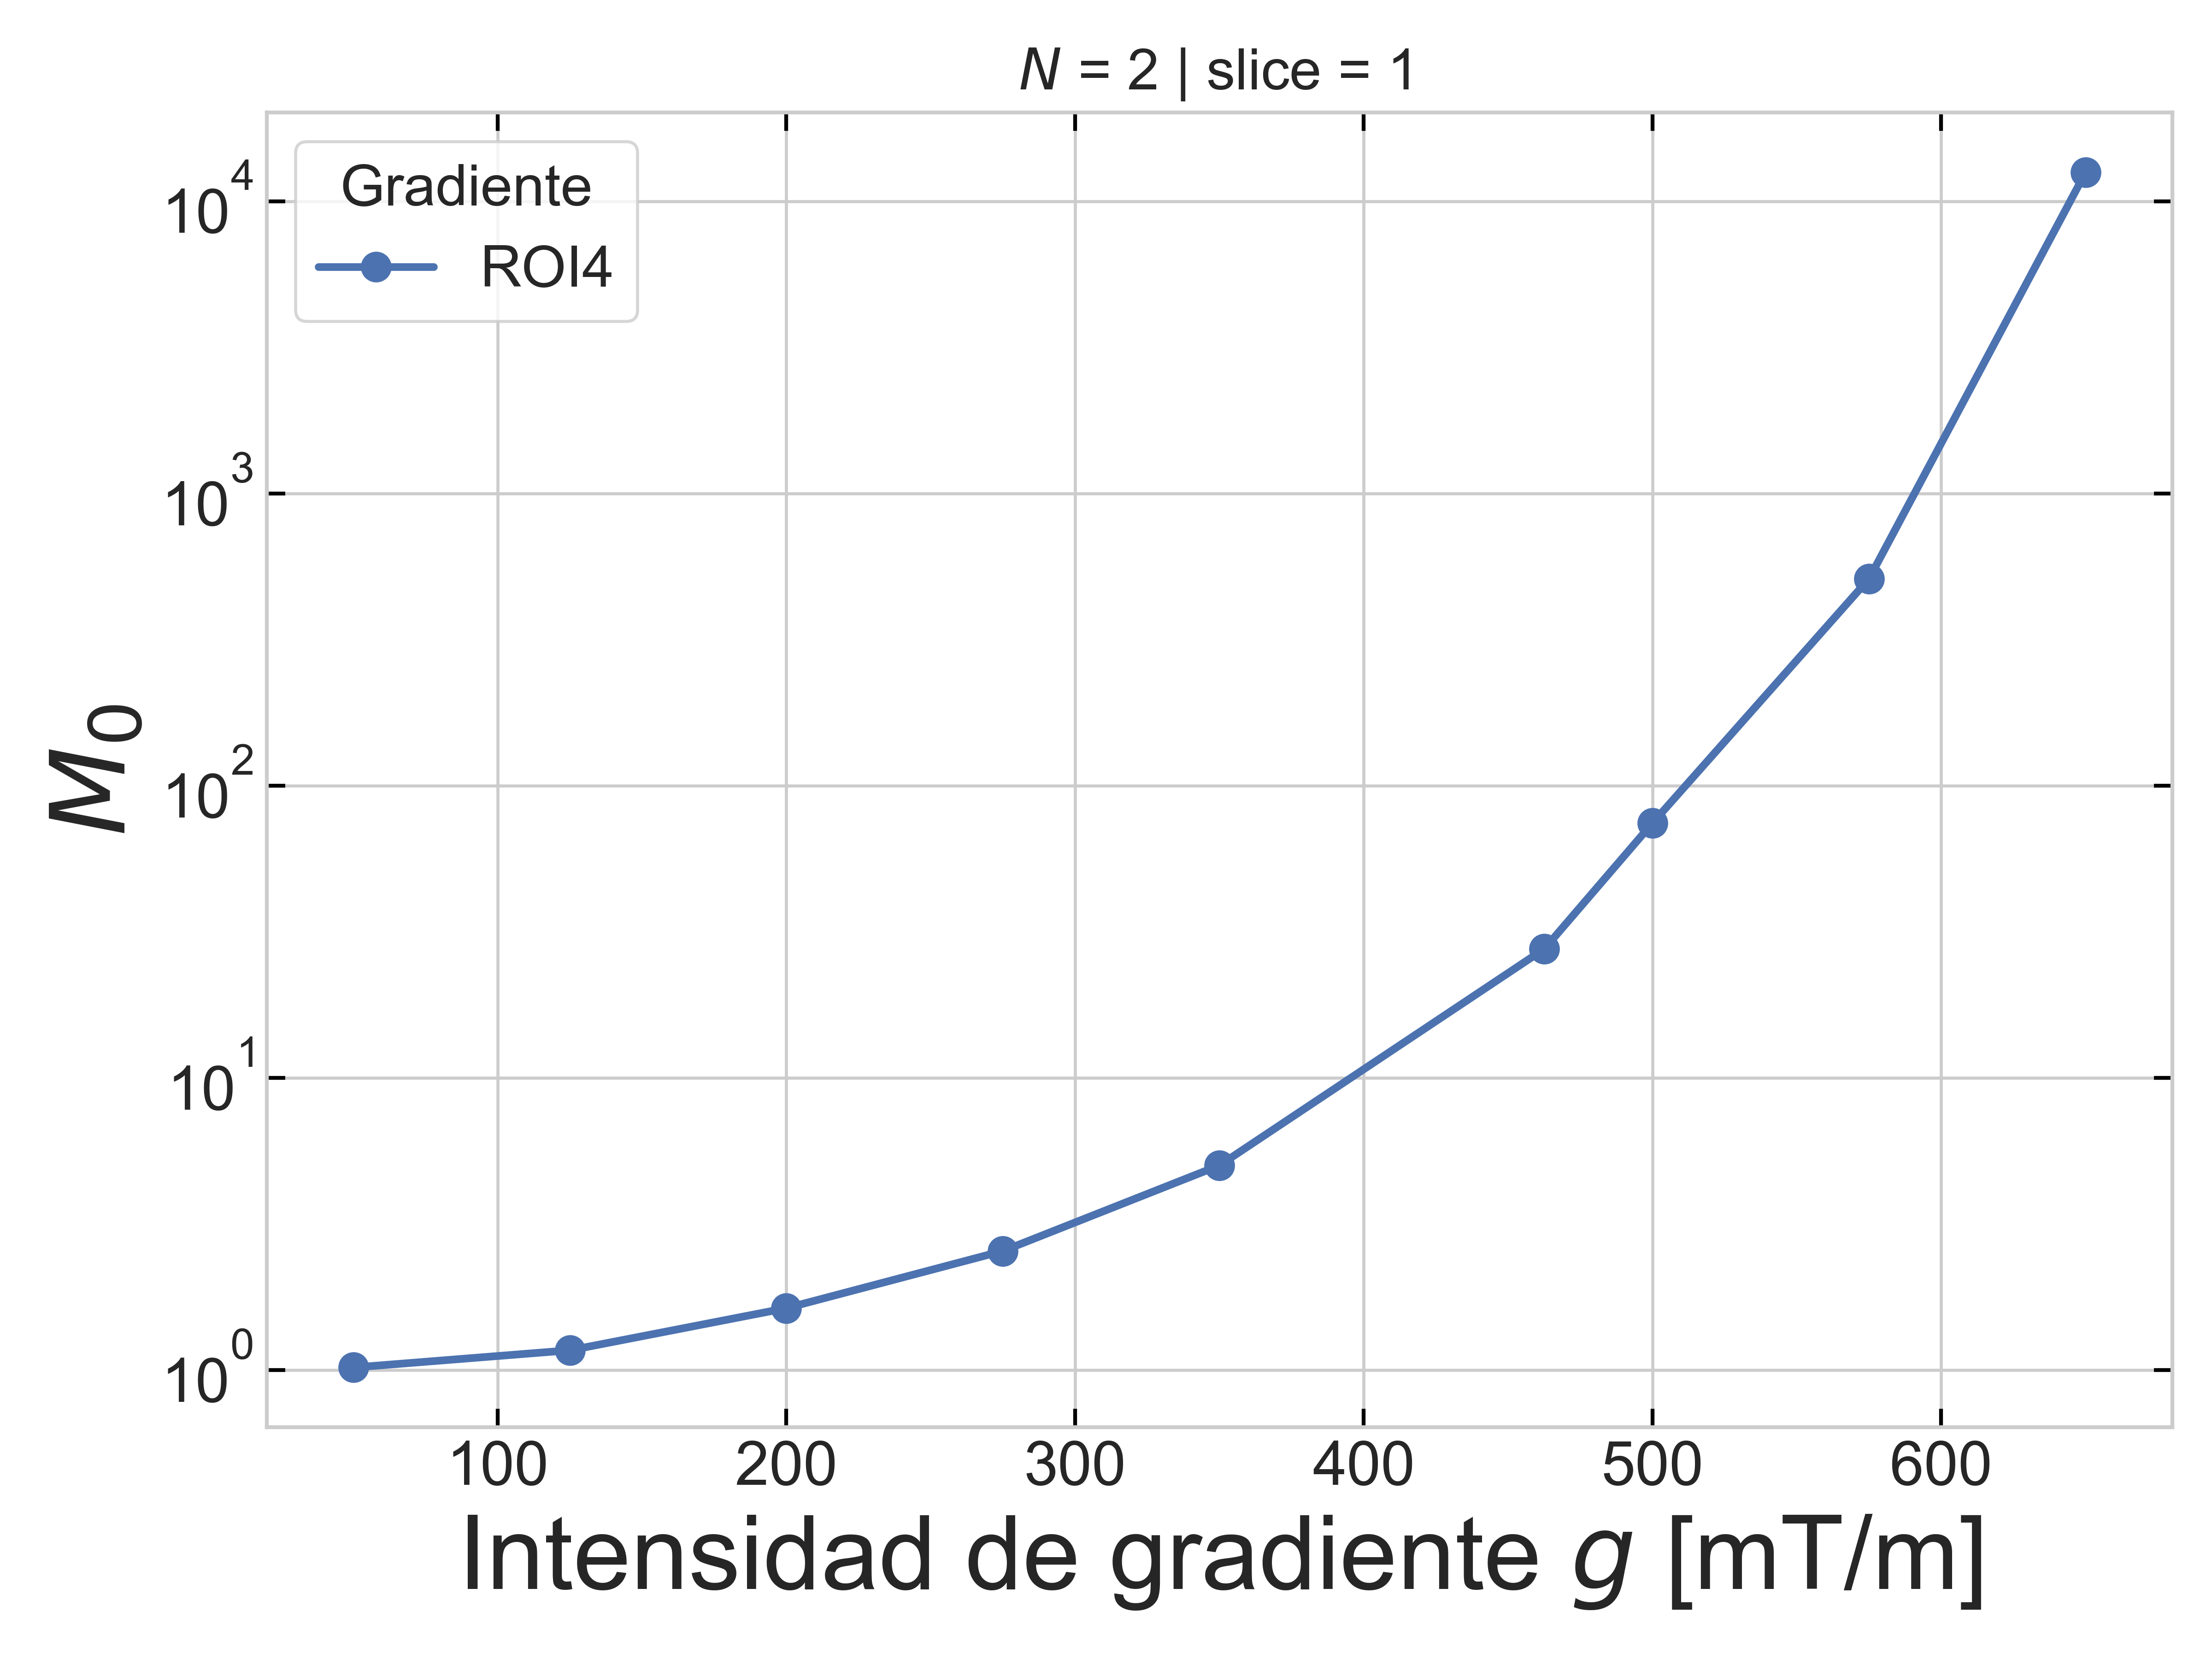 N = 2 | slice = 1
Gradiente
ROI4
10^4
10^3
10^2
10^1
10^0
M_0
100 200 300 400 500 600
Intensidad de gradiente g [mT/m]